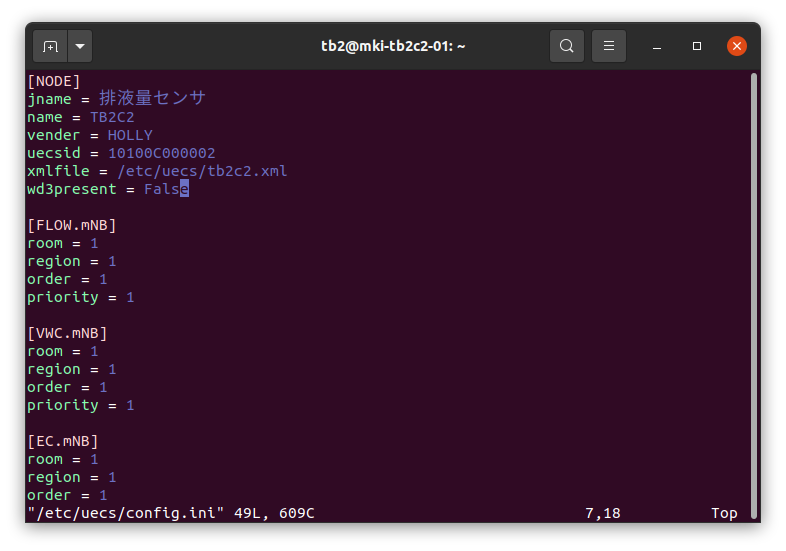 tb2@mki-tb2c2-01: ~
[NODE]
jname = 排液量センサ
name = TB2C2
vender = HOLLY
uecsid = 10100C000002
xmlfile = /etc/uecs/tb2c2.xml
wd3present = False
[FLOW.mNB]
room = 1
region = 1
order = 1
priority = 1
[VWC.mNB]
room = 1
region = 1
order = 1
priority = 1
[EC.mNB]
room = 1
region = 1
order = 1
"/etc/uecs/config.ini" 49L, 609C 7,18 Top